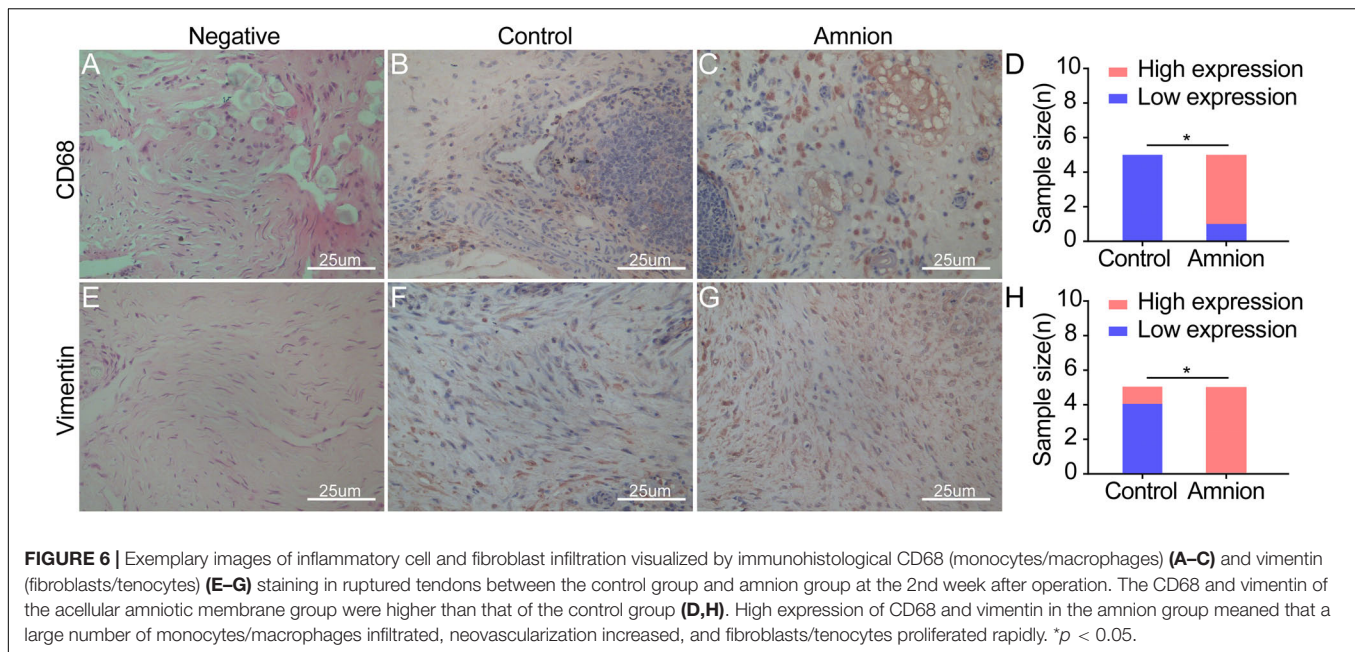 Negative
Control
Amnion
CD68
A
B
C
25um
25um
25um
D
High expression
Low expression
Sample size(n)
10
8
6
4
2
0
*
Control Amnion
Vimentin
E
F
G
25um
25um
25um
H
High expression
Low expression
Sample size(n)
10
8
6
4
2
0
*
Control Amnion
FIGURE 6 | Exemplary images of inflammatory cell and fibroblast infiltration visualized by immunohistological CD68 (monocytes/macrophages) (A–C) and vimentin
(fibroblasts/tenocytes) (E–G) staining in ruptured tendons between the control group and amnion group at the 2nd week after operation. The CD68 and vimentin of
the acellular amniotic membrane group were higher than that of the control group (D,H). High expression of CD68 and vimentin in the amnion group meaned that a
large number of monocytes/macrophages infiltrated, neovascularization increased, and fibroblasts/tenocytes proliferated rapidly. *p < 0.05.